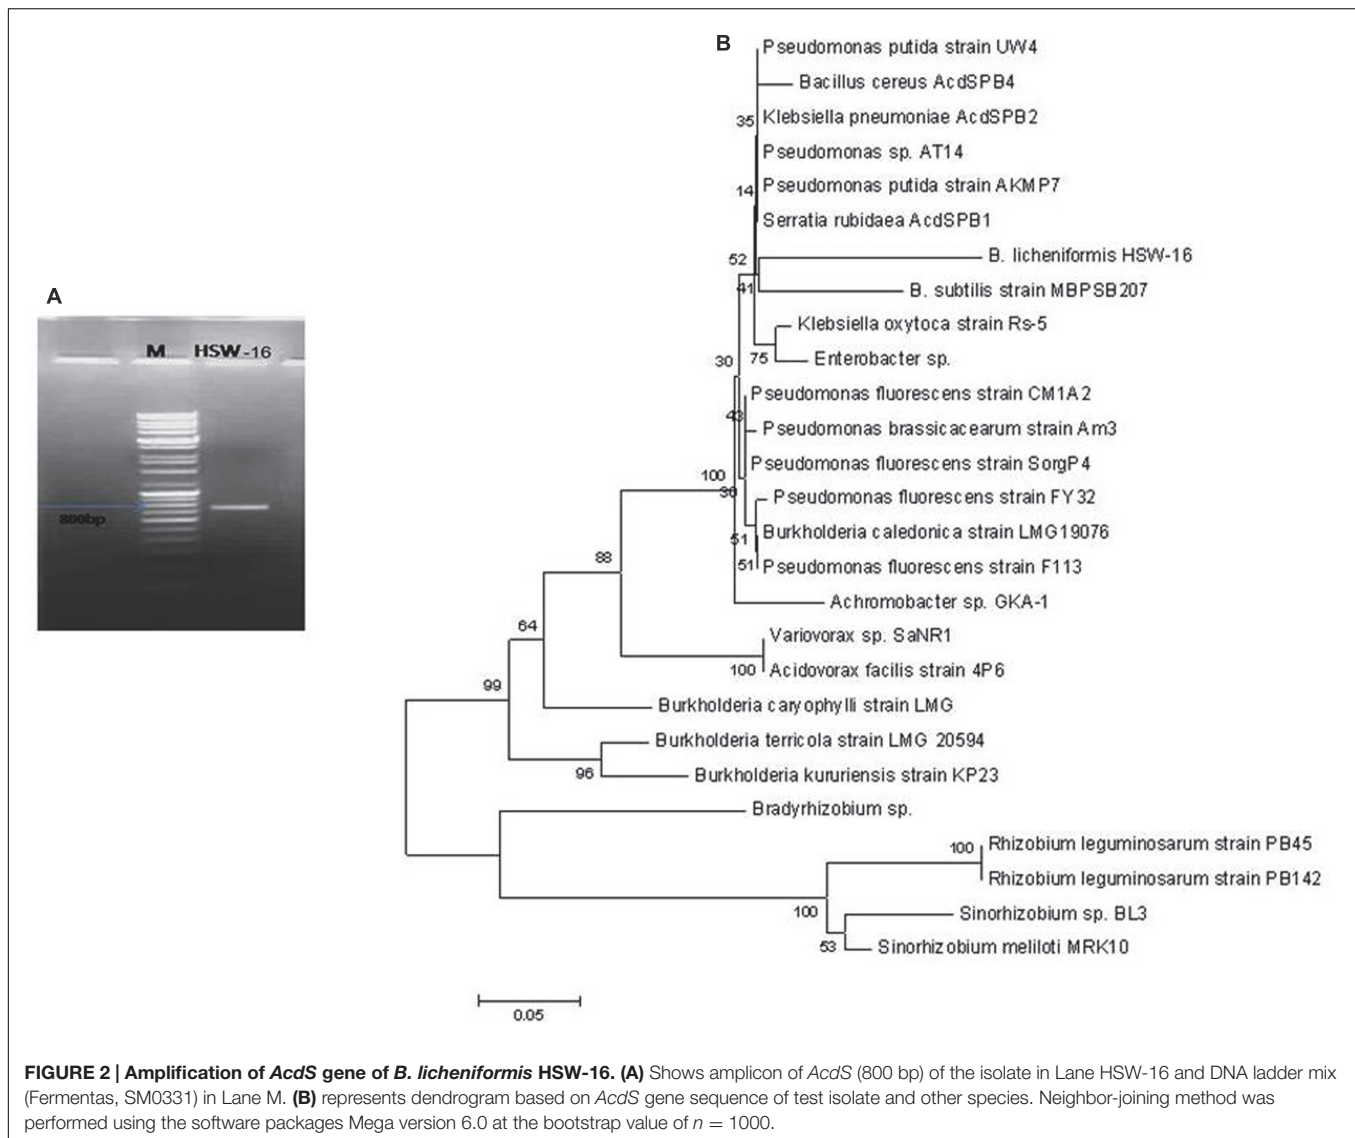 A
M HSW-16
800bp
B
Pseudomonas putida strain UW4
Bacillus cereus AcdSPB4
35
Klebsiella pneumoniae AcdSPB2
Pseudomonas sp. AT14
14
Pseudomonas putida strain AKMP7
Serratia rubidaea AcdSPB1
52
B. licheniformis HSW-16
41
B. subtilis strain MBPSB207
Klebsiella oxytoca strain Rs-5
30
75
Enterobacter sp.
Pseudomonas fluorescens strain CM1A2
43
Pseudomonas brassicacearum strain Am3
Pseudomonas fluorescens strain SorgP4
100
Pseudomonas fluorescens strain FY32
Burkholderia caledonica strain LMG19076
51
51
Pseudomonas fluorescens strain F113
88
Achromobacter sp. GKA-1
64
Variovorax sp. SaNR1
100
Acidovorax facilis strain 4P6
99
Burkholderia caryophylli strain LMG
Burkholderia terricola strain LMG 20594
96
Burkholderia kururiensis strain KP23
Bradyrhizobium sp.
100
Rhizobium leguminosarum strain PB45
Rhizobium leguminosarum strain PB142
100
Sinorhizobium sp. BL3
53
Sinorhizobium meliloti MRK10
0.05
FIGURE 2 | Amplification of AcdS gene of B. licheniformis HSW-16. (A) Shows amplicon of AcdS (800 bp) of the isolate in Lane HSW-16 and DNA ladder mix
(Fermentas, SM0331) in Lane M. (B) represents dendrogram based on AcdS gene sequence of test isolate and other species. Neighbor-joining method was
performed using the software packages Mega version 6.0 at the bootstrap value of n = 1000.